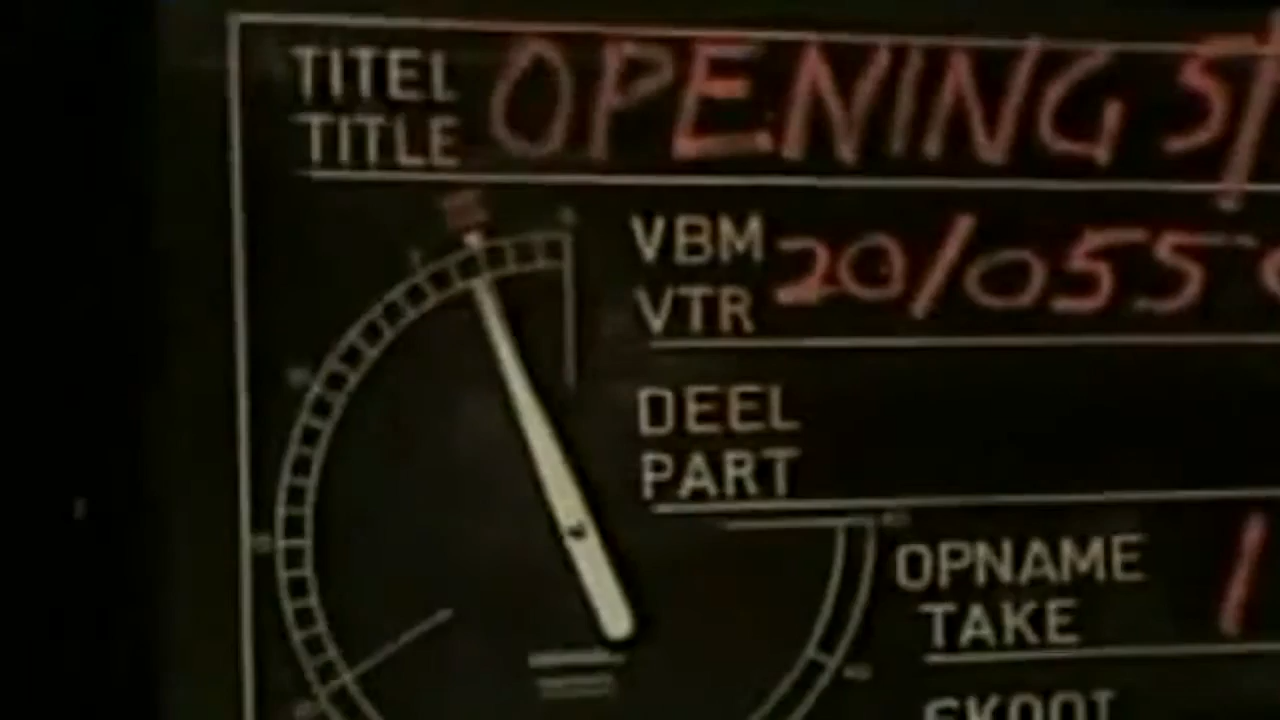 TITEL
TITLE OPENING
VBM
VTR 20/055
DEEL
PART
OPNAME
TAKE 1